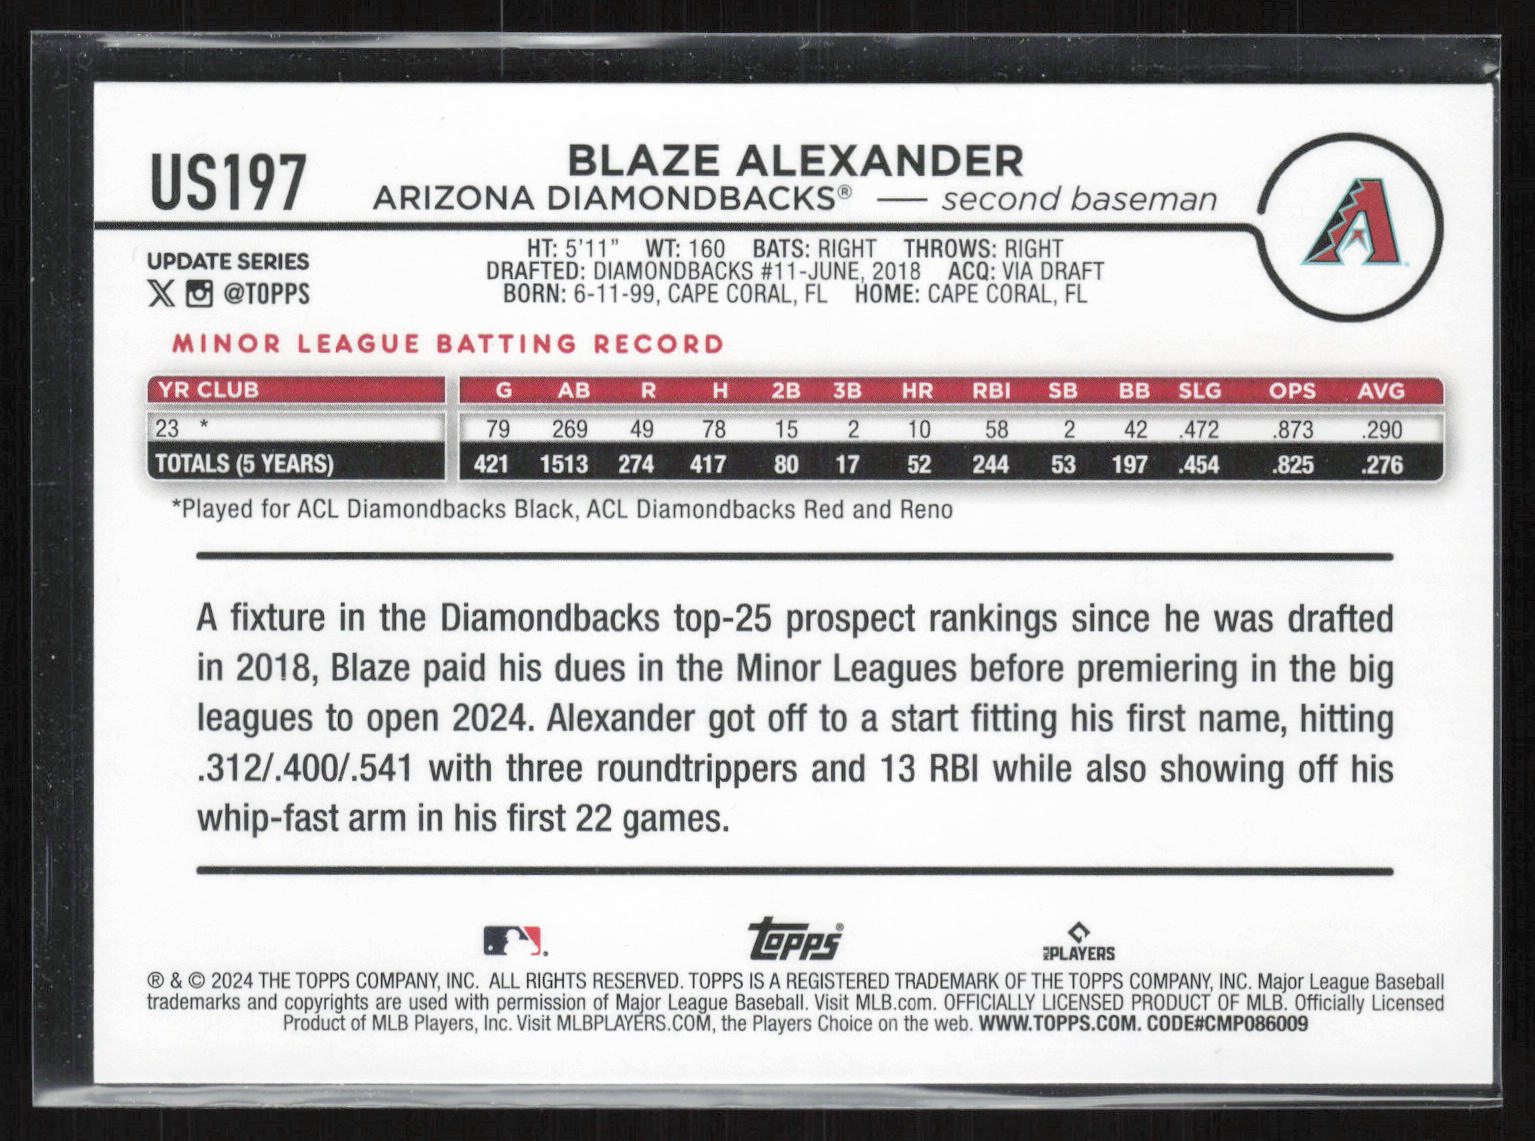 US197
BLAZE ALEXANDER
ARIZONA DIAMONDBACKS® — second baseman
UPDATE SERIES
@TOPPS
HT: 5'11" WT: 160 BATS: RIGHT THROWS: RIGHT
DRAFTED: DIAMONDBACKS #11-JUNE, 2018 ACQ: VIA DRAFT
BORN: 6-11-99, CAPE CORAL, FL HOME: CAPE CORAL, FL
MINOR LEAGUE BATTING RECORD
YR CLUB G AB R H 2B 3B HR RBI SB BB SLG OPS AVG
23 * 79 269 49 78 15 2 10 58 2 42 .472 .873 .290
TOTALS (5 YEARS) 421 1513 274 417 80 17 52 244 53 197 .454 .825 .276
*Played for ACL Diamondbacks Black, ACL Diamondbacks Red and Reno
A fixture in the Diamondbacks top-25 prospect rankings since he was drafted
in 2018, Blaze paid his dues in the Minor Leagues before premiering in the big
leagues to open 2024. Alexander got off to a start fitting his first name, hitting
.312/.400/.541 with three roundtrippers and 13 RBI while also showing off his
whip-fast arm in his first 22 games.
topps®
MLB PLAYERS
® & © 2024 THE TOPPS COMPANY, INC. ALL RIGHTS RESERVED. TOPPS IS A REGISTERED TRADEMARK OF THE TOPPS COMPANY, INC. Major League Baseball
trademarks and copyrights are used with permission of Major League Baseball. Visit MLB.com. OFFICIALLY LICENSED PRODUCT OF MLB. Officially Licensed
Product of MLB Players, Inc. Visit MLBPLAYERS.COM, the Players Choice on the web. WWW.TOPPS.COM. CODE#CMP086009